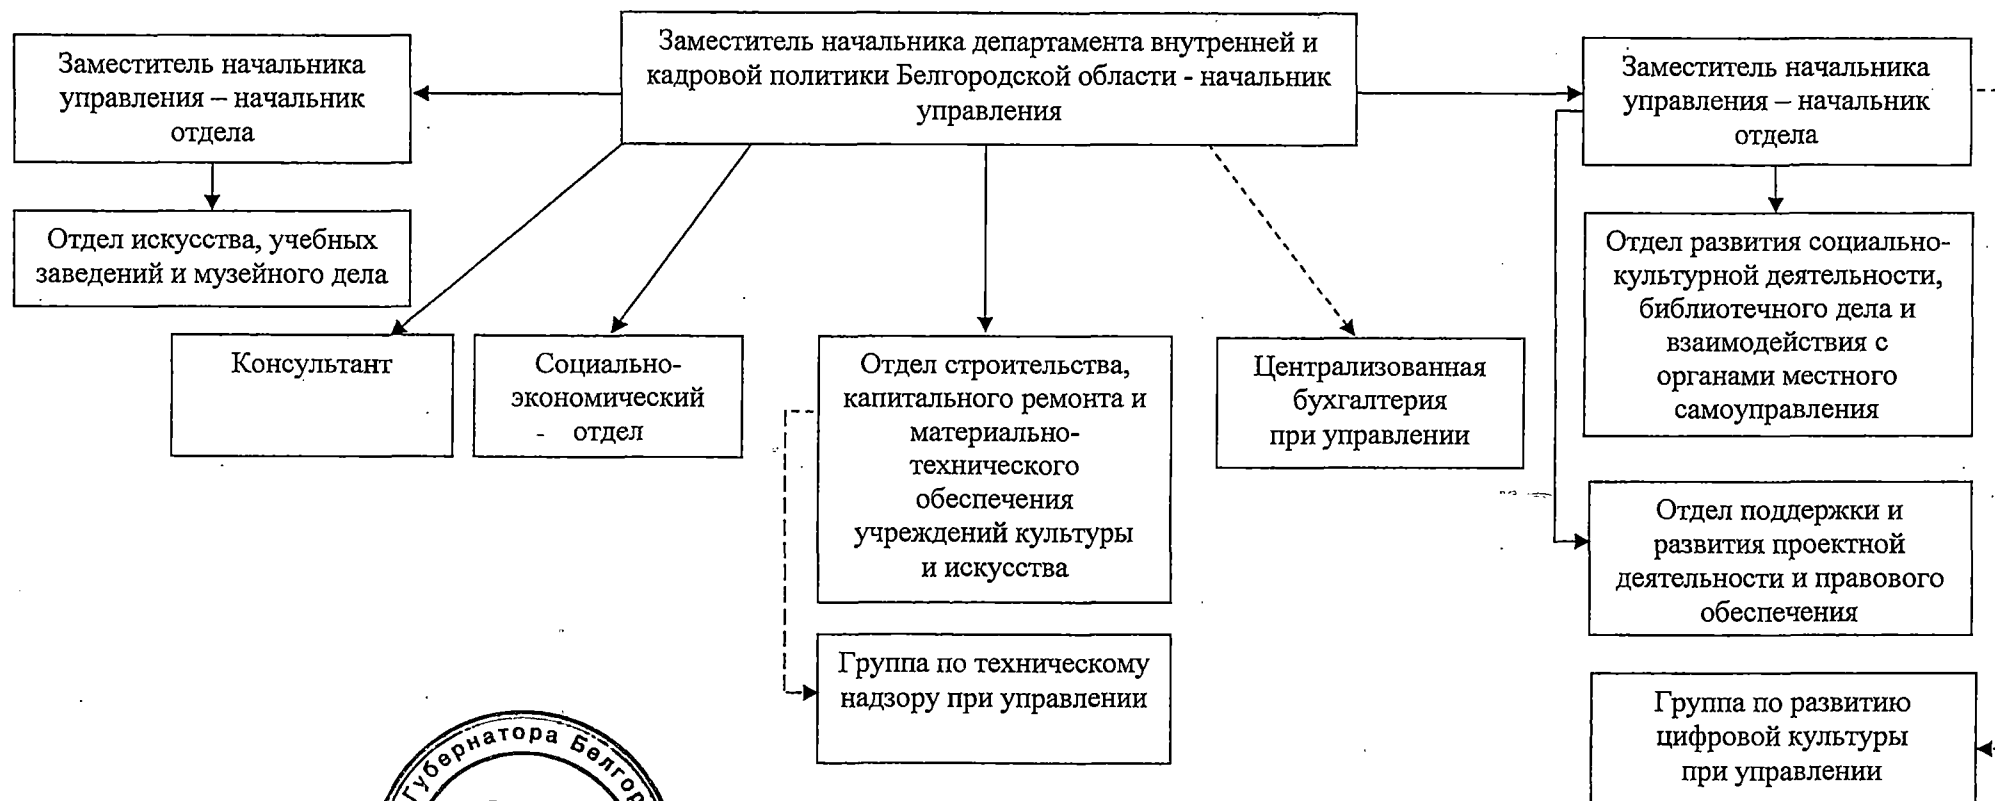 Заместитель начальника
управления – начальник
отдела
Заместитель начальника департамента внутренней и
кадровой политики Белгородской области - начальник
управления
Заместитель начальника
управления – начальник
отдела
Отдел искусства, учебных
заведений и музейного дела
Отдел развития социально-
культурной деятельности,
библиотечного дела и
взаимодействия с
органами местного
самоуправления
Консультант
Социально-
экономический
отдел
Отдел строительства,
капитального ремонта и
материально-
технического
обеспечения
учреждений культуры
и искусства
Централизованная
бухгалтерия
при управлении
Отдел поддержки и
развития проектной
деятельности и правового
обеспечения
Группа по техническому
надзору при управлении
Группа по развитию
цифровой культуры
при управлении
Губернатора